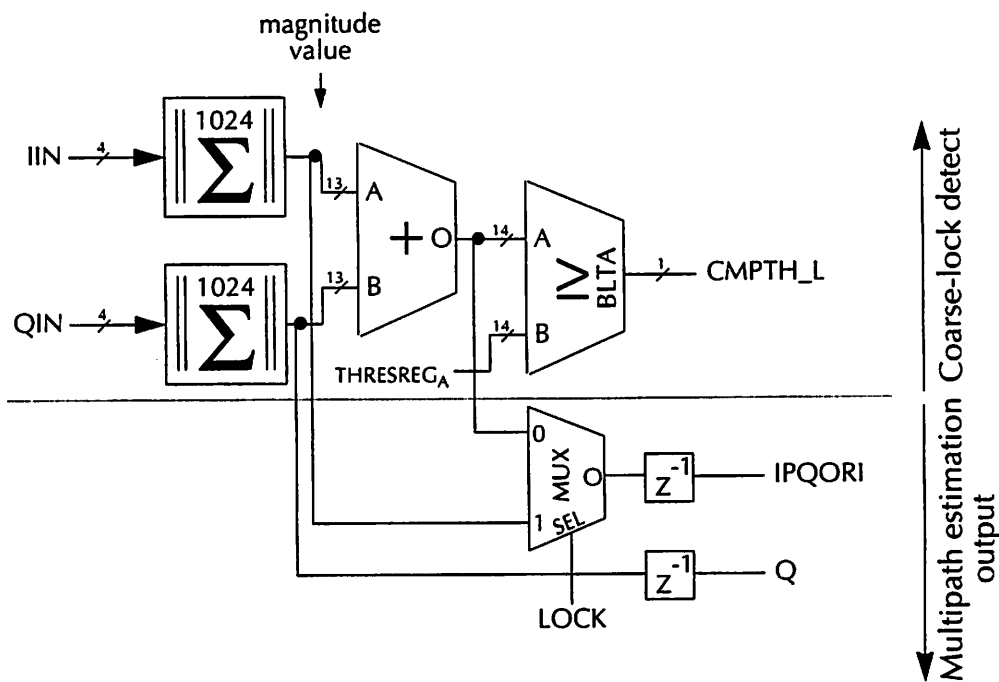 magnitude
value
IIN
4
1024
Σ
13
A
+
O
13
B
QIN
4
1024
Σ
14
A
≥
BLTA
14
B
1
CMPTH_L
THRESREGA
0
MUX
O
1
SEL
Z-1
IPQORI
Z-1
Q
LOCK
Coarse-lock detect
Multipath estimation
output